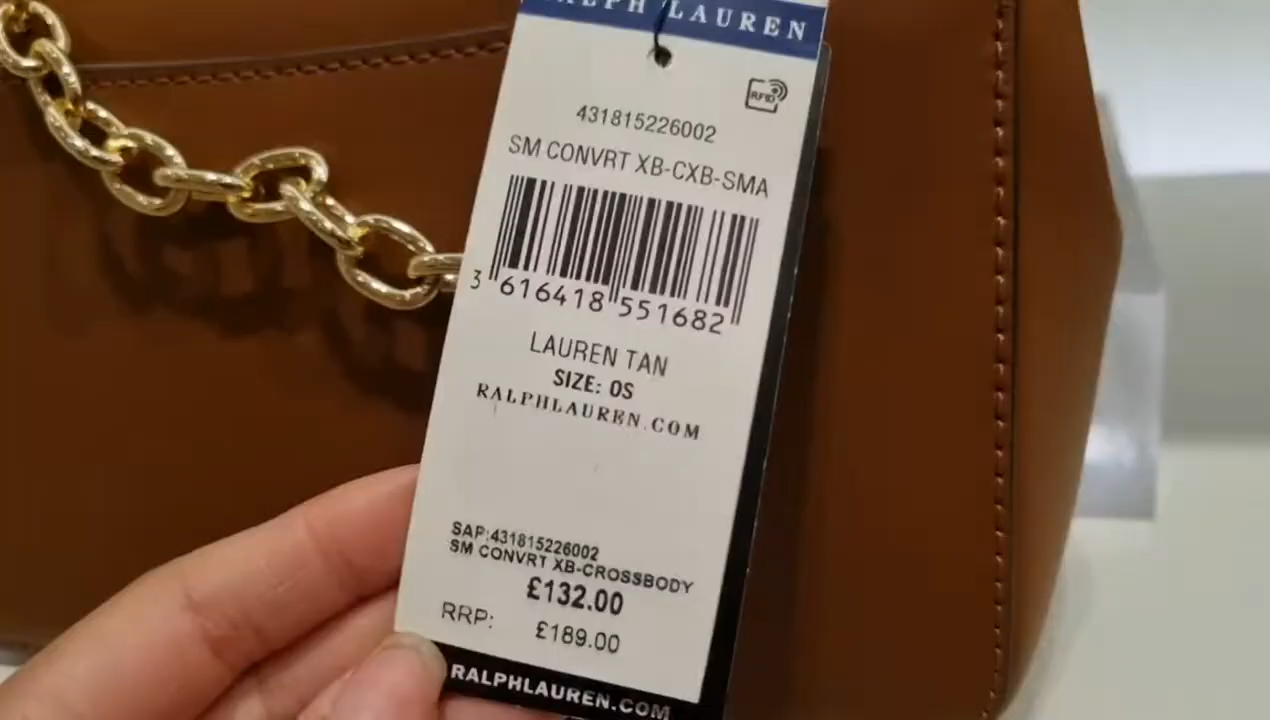 RALPH LAUREN
RFID
431815226002
SM CONVRT XB-CXB-SMA
3 616418 551682
LAUREN TAN
SIZE: OS
RALPHLAUREN.COM
SAP:431815226002
SM CONVRT XB-CROSSBODY
£132.00
RRP: £189.00
RALPHLAUREN.COM